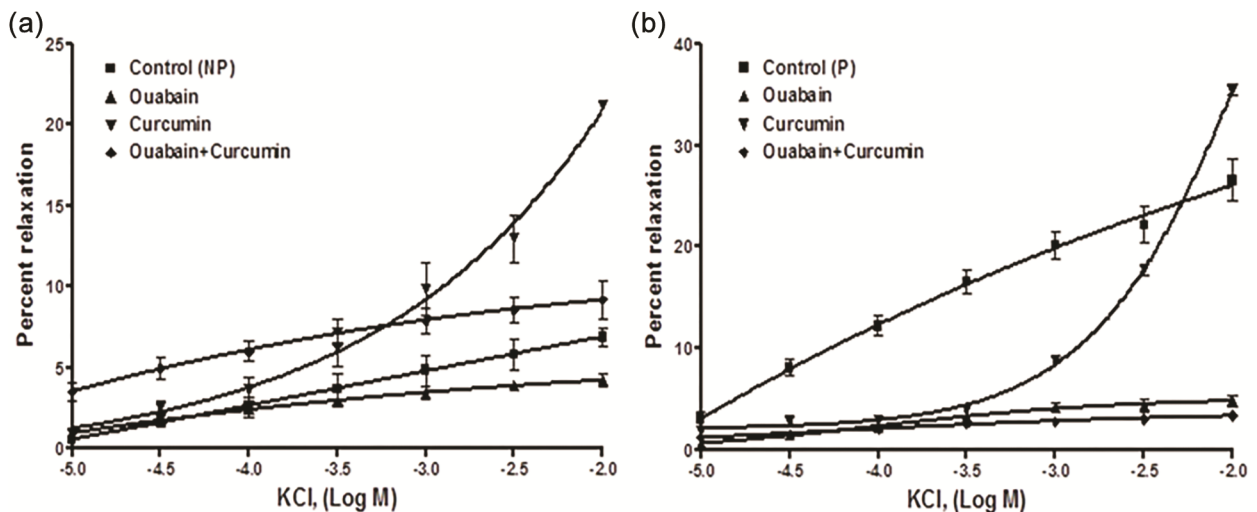 (a)
25
20
15
10
5
0
Percent relaxation
Control (NP)
Ouabain
Curcumin
Ouabain+Curcumin
-5.0 -4.5 -4.0 -3.5 -3.0 -2.5 -2.0
KCl, (Log M)
(b)
40
30
20
10
0
Percent relaxation
Control (P)
Ouabain
Curcumin
Ouabain+Curcumin
-5.0 -4.5 -4.0 -3.5 -3.0 -2.5 -2.0
KCl, (Log M)